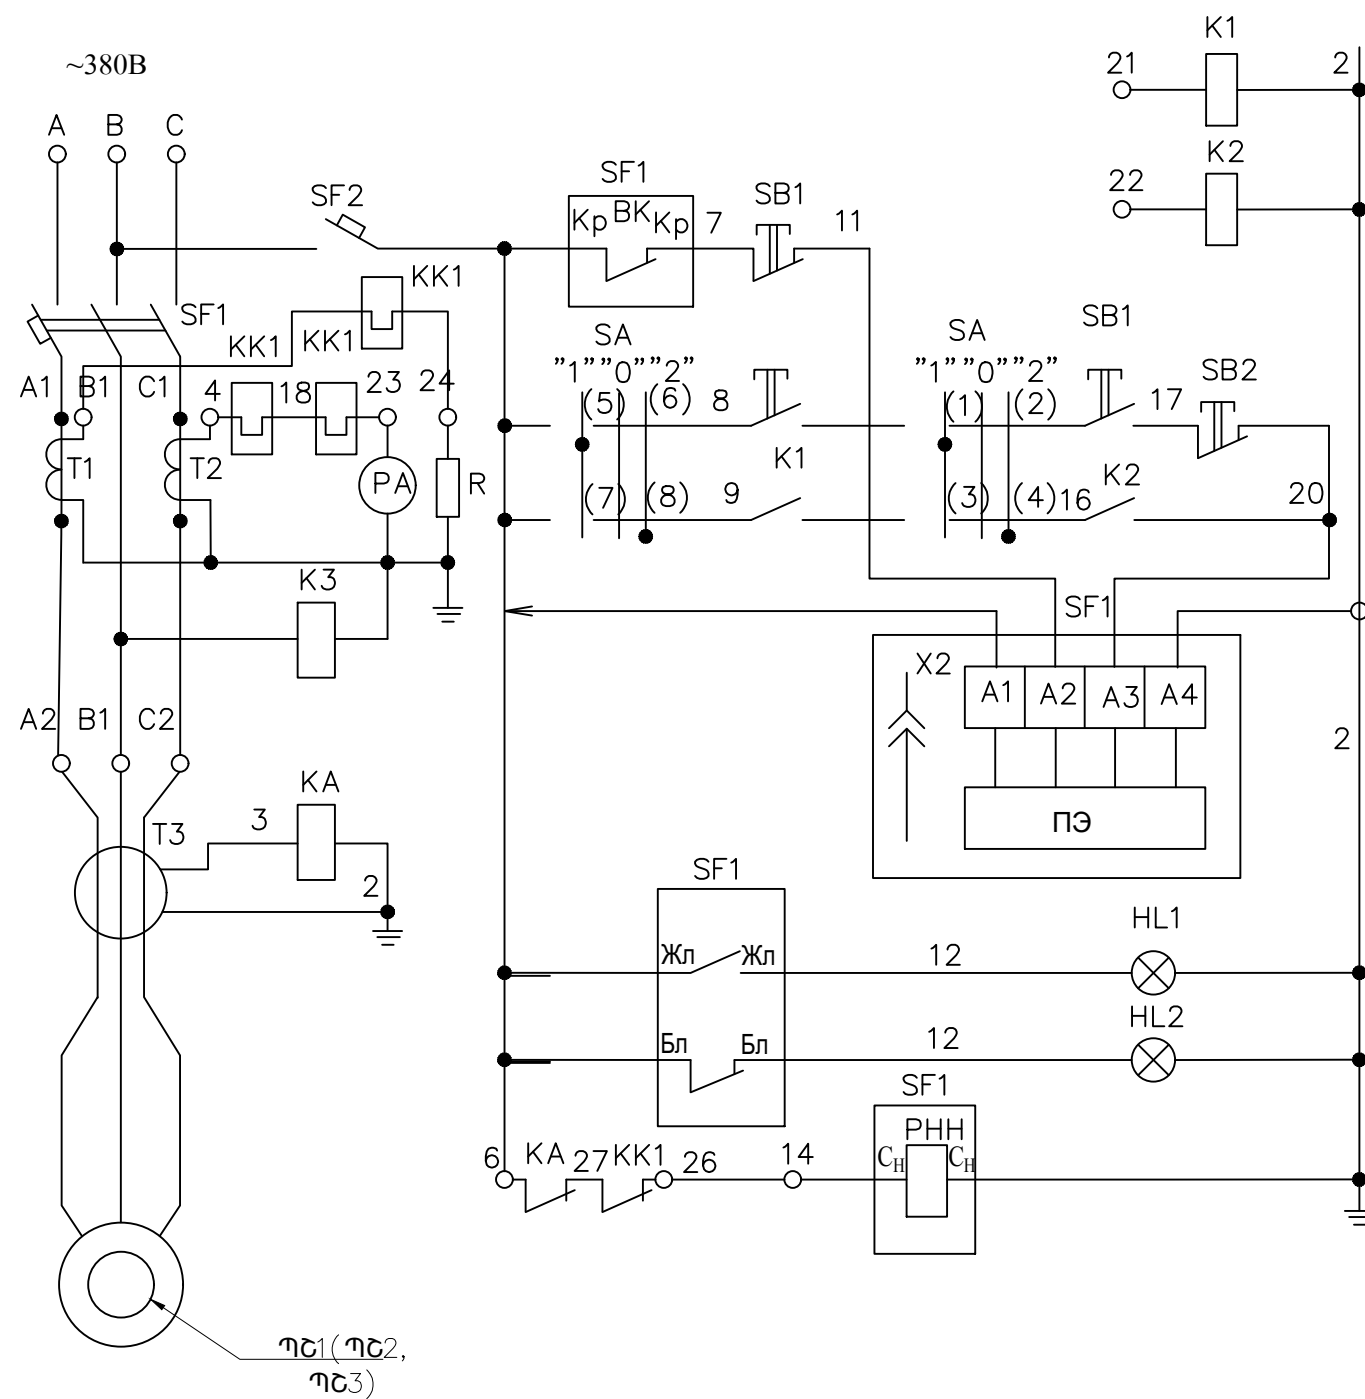 ~380В
K1
21
2
A B C
K2
22
SF2
SF1
SB1
Кр ВК Кр
7
11
KK1
SF1
KK1
KK1
SA
"1" "0" "2"
SA
"1" "0" "2"
SB1
SB2
A1 B1 C1
4
18
23
24
(5)
(6)
8
(1)
(2)
17
T1
T2
PA
R
K1
K2
(7)
(8)
9
(3)
(4)
16
20
K3
SF1
X2
A1 A2 A3 A4
A2 B1 C2
2
KA
3
T3
ПЭ
2
SF1
HL1
Жл Жл
12
HL2
Бл Бл
12
SF1
РНН
6
KA
27
KK1
26
14
Сн Сн